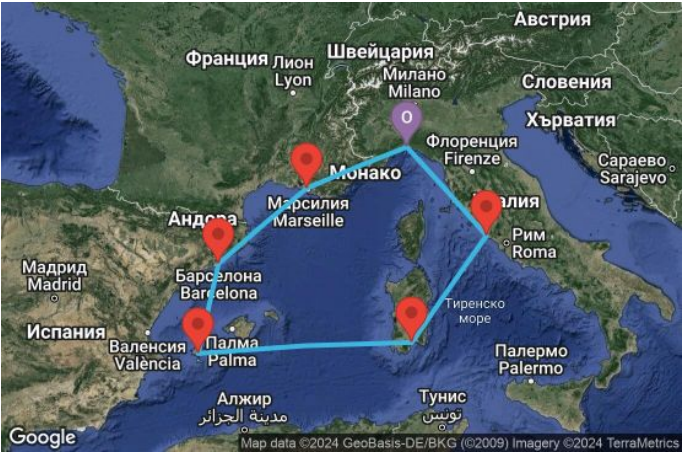 Австрия
Франция
Лион
Lyon
Швейцария
Милано
Milano
Словения
Хърватия
O
Флоренция
Firenze
Монако
Сараево
Sarajevo
Марсилия
Marseille
алия
Андора
Рим
Roma
Мадрид
Madrid
Барселона
Barcelona
Тиренско
море
Испания
Валенсия
València
Палма
Palma
Палермо
Palermo
Алжир
مدينة الجزائر
Тунис
تونس
Google
Map data ©2024 GeoBasis-DE/BKG (©2009) Imagery ©2024 TerraMetrics